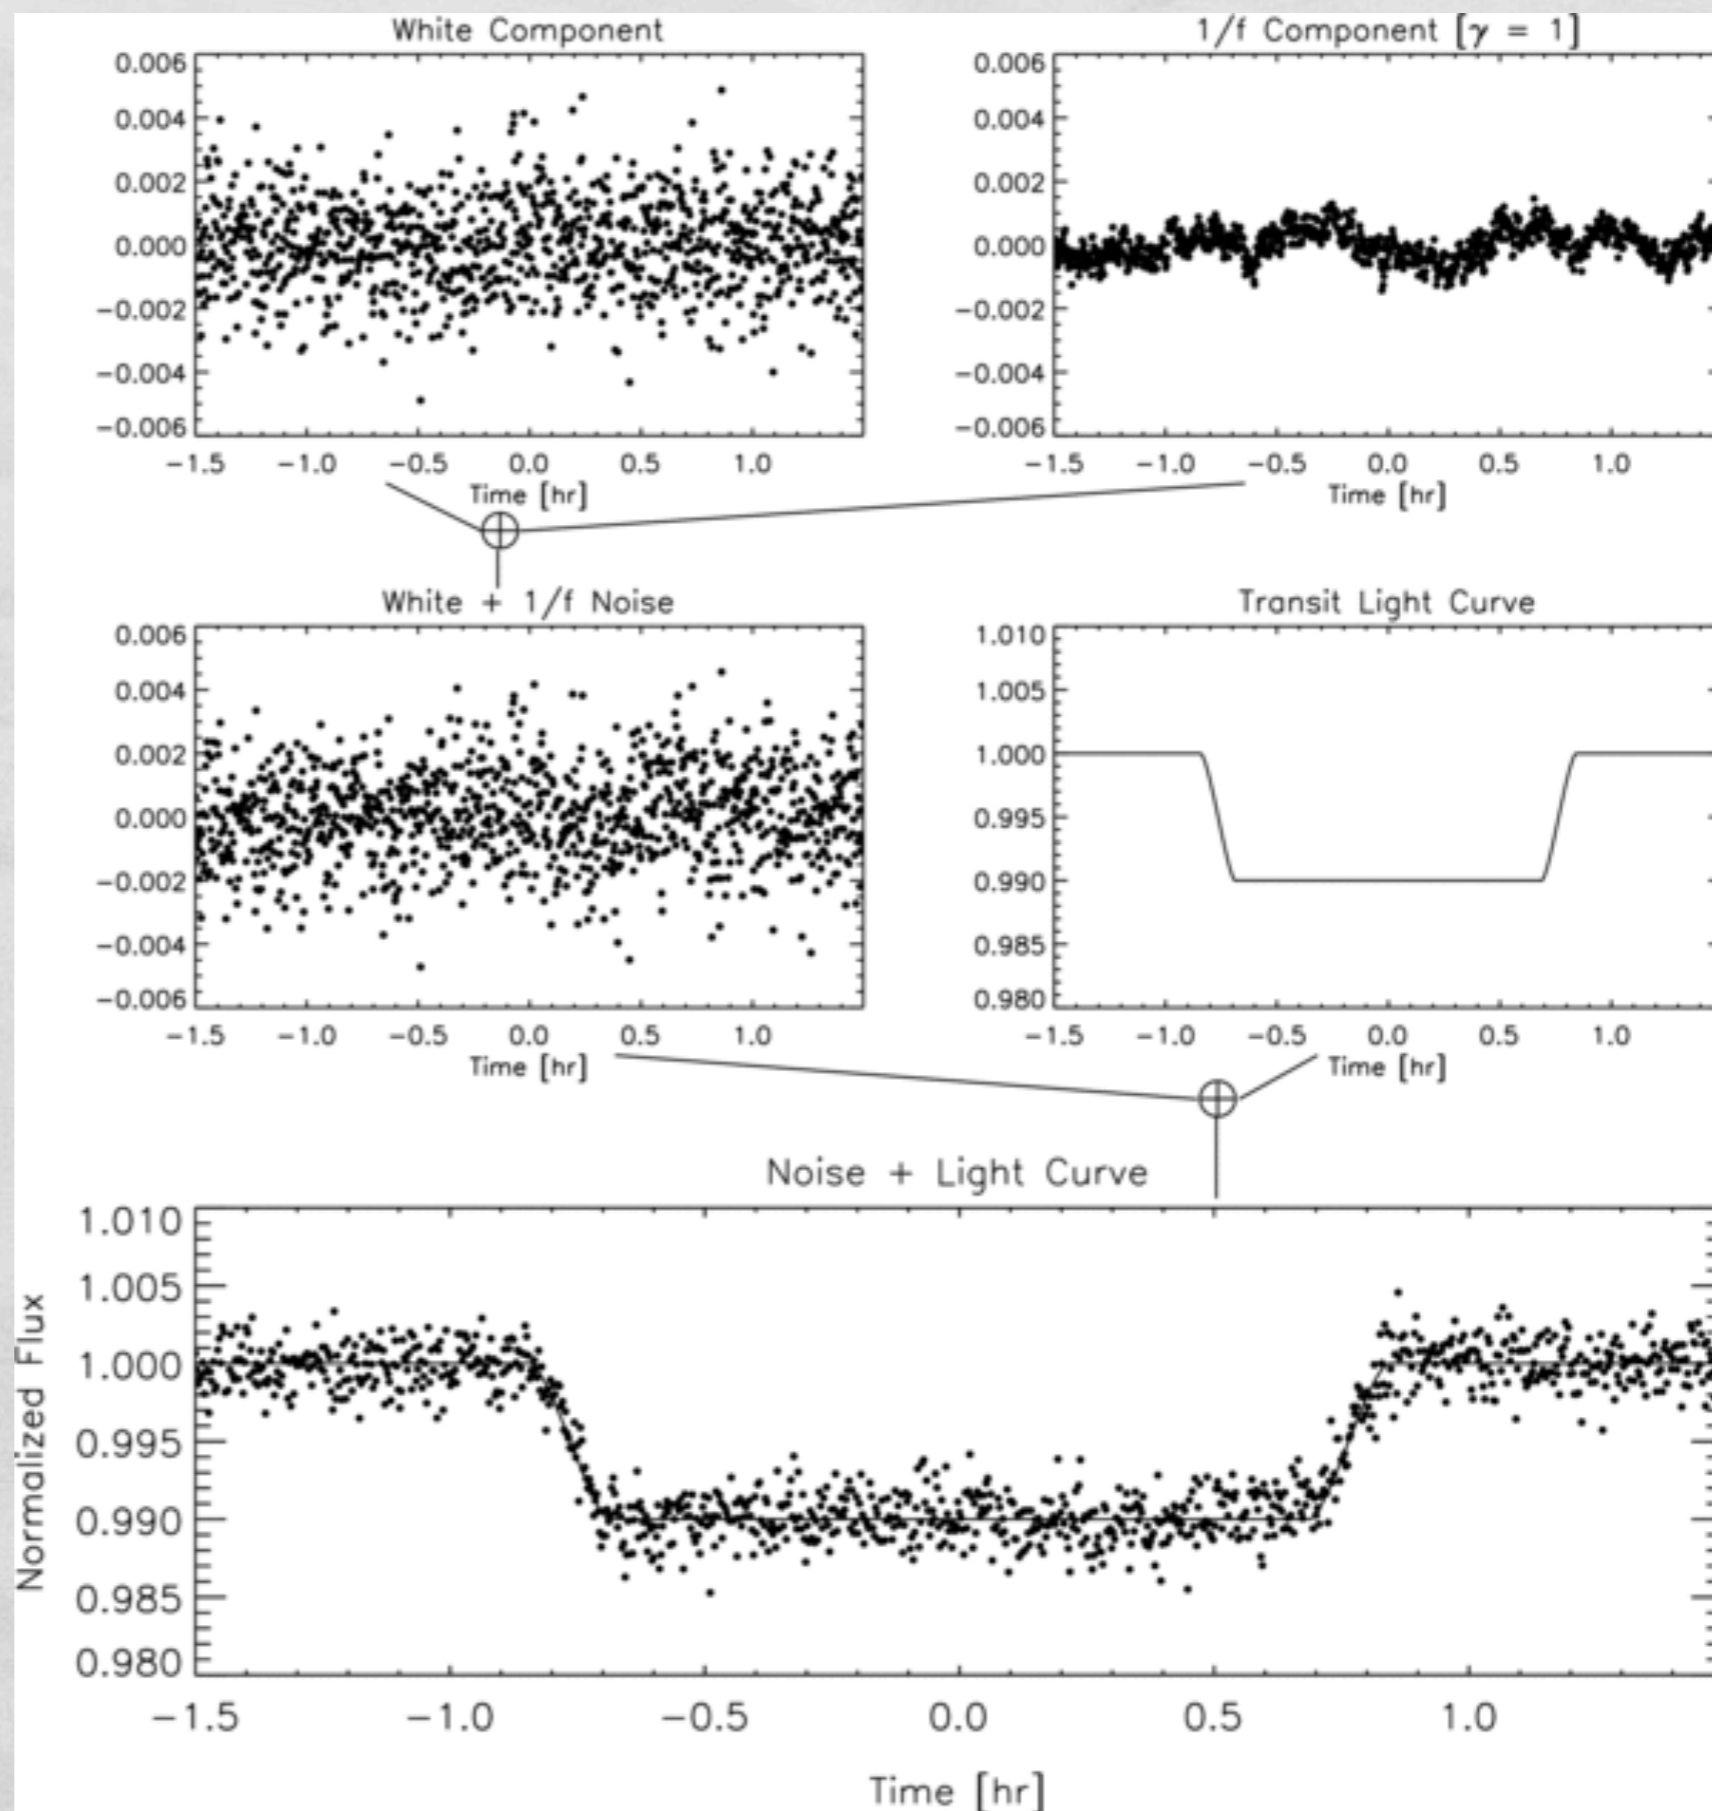 White Component
1/f Component [γ = 1]
0.006
0.004
0.002
0.000
−0.002
−0.004
−0.006
−1.5 −1.0 −0.5 0.0 0.5 1.0
Time [hr]
0.006
0.004
0.002
0.000
−0.002
−0.004
−0.006
−1.5 −1.0 −0.5 0.0 0.5 1.0
Time [hr]
White + 1/f Noise
0.006
0.004
0.002
0.000
−0.002
−0.004
−0.006
−1.5 −1.0 −0.5 0.0 0.5 1.0
Time [hr]
Transit Light Curve
1.010
1.005
1.000
0.995
0.990
0.985
0.980
−1.5 −1.0 −0.5 0.0 0.5 1.0
Time [hr]
Noise + Light Curve
Normalized Flux
1.010
1.005
1.000
0.995
0.990
0.985
0.980
−1.5 −1.0 −0.5 0.0 0.5 1.0
Time [hr]